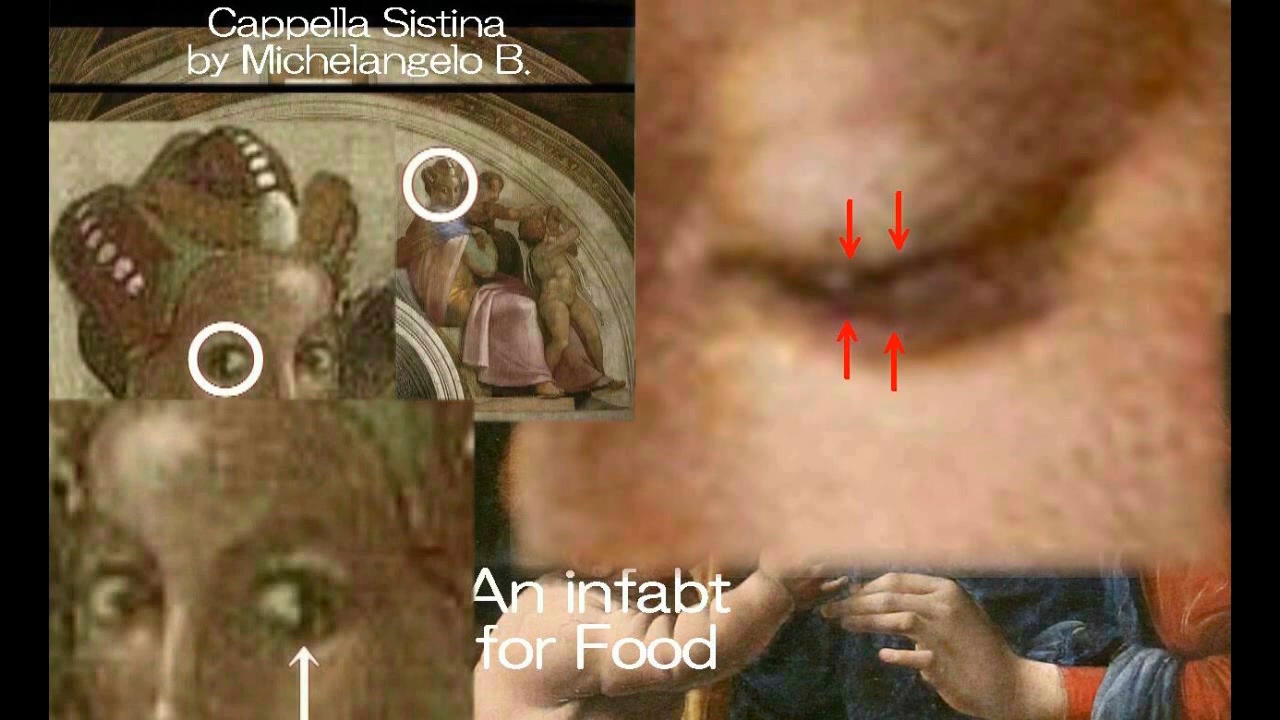 Cappella Sistina
by Michelangelo B.
An infabt
for Food